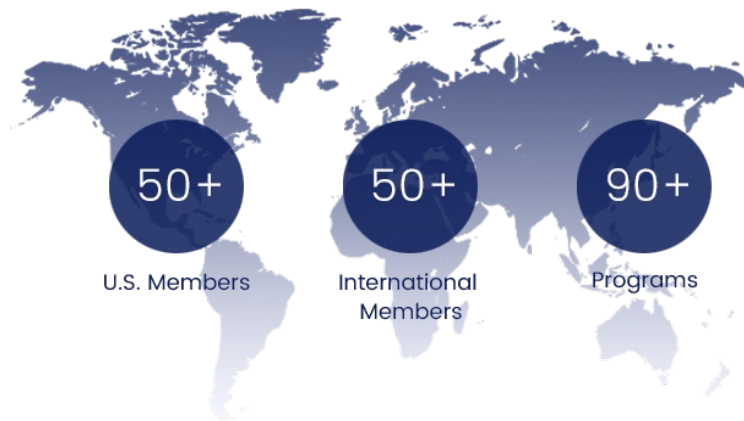 50+
50+
90+
U.S. Members
International
Members
Programs